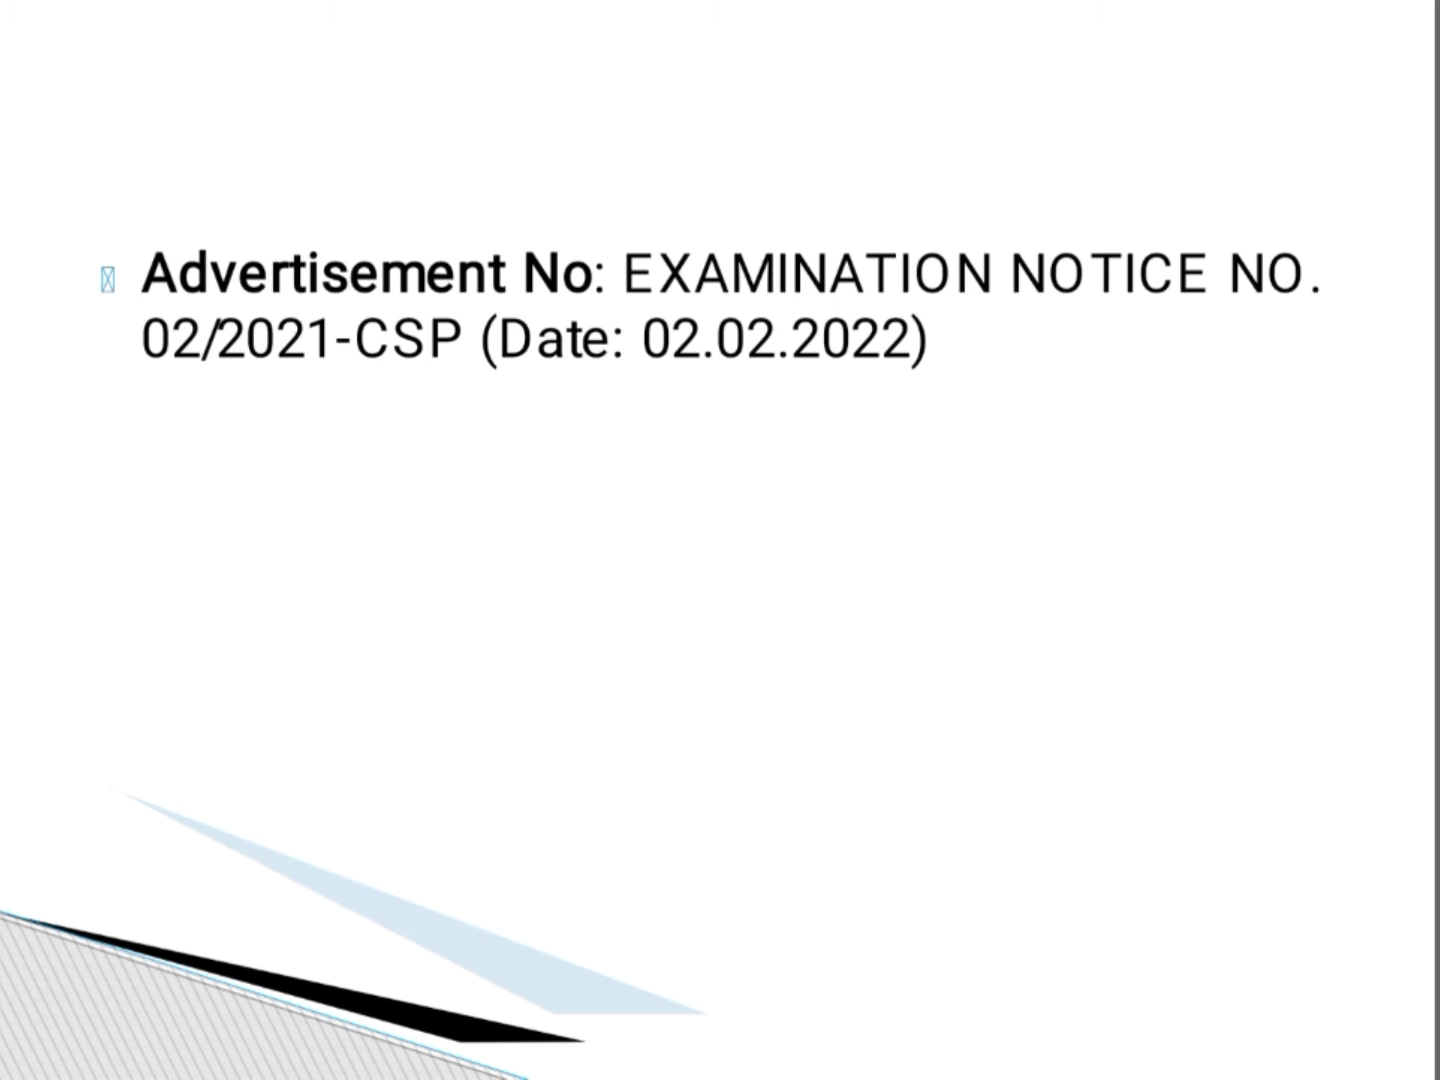 Advertisement No: EXAMINATION NOTICE NO.
02/2021-CSP (Date: 02.02.2022)